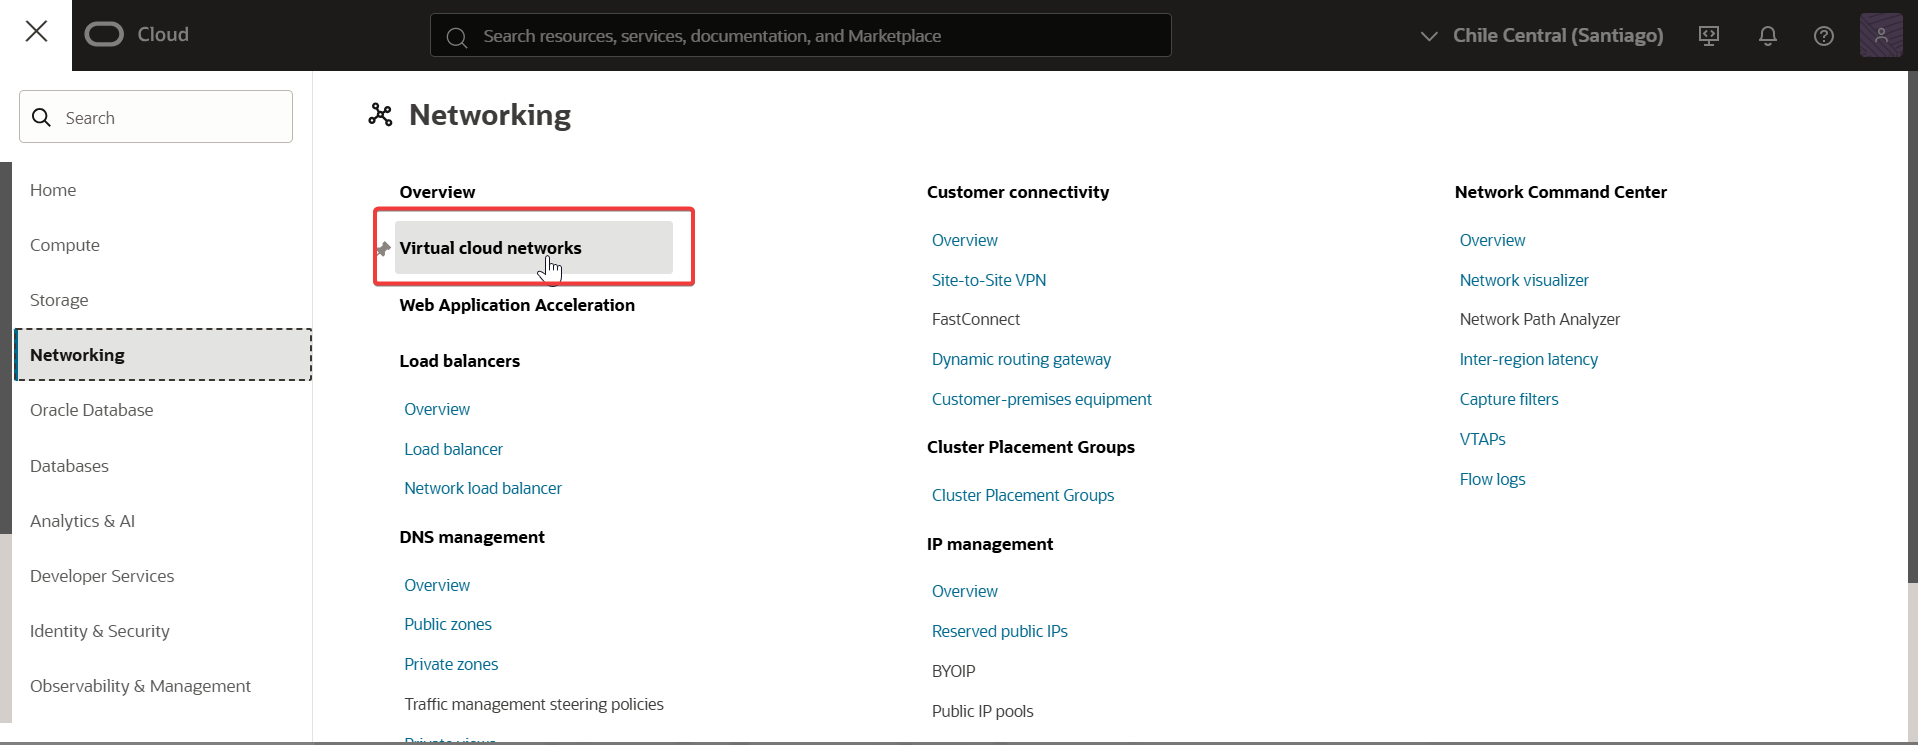 Cloud
Search resources, services, documentation, and Marketplace
Chile Central (Santiago)
Search
Home
Compute
Storage
Networking
Oracle Database
Databases
Analytics & AI
Developer Services
Identity & Security
Observability & Management
Networking
Overview
Virtual cloud networks
Web Application Acceleration
Load balancers
Overview
Load balancer
Network load balancer
DNS management
Overview
Public zones
Private zones
Traffic management steering policies
Private views
Customer connectivity
Overview
Site-to-Site VPN
FastConnect
Dynamic routing gateway
Customer-premises equipment
Cluster Placement Groups
Cluster Placement Groups
IP management
Overview
Reserved public IPs
BYOIP
Public IP pools
Network Command Center
Overview
Network visualizer
Network Path Analyzer
Inter-region latency
Capture filters
VTAPs
Flow logs